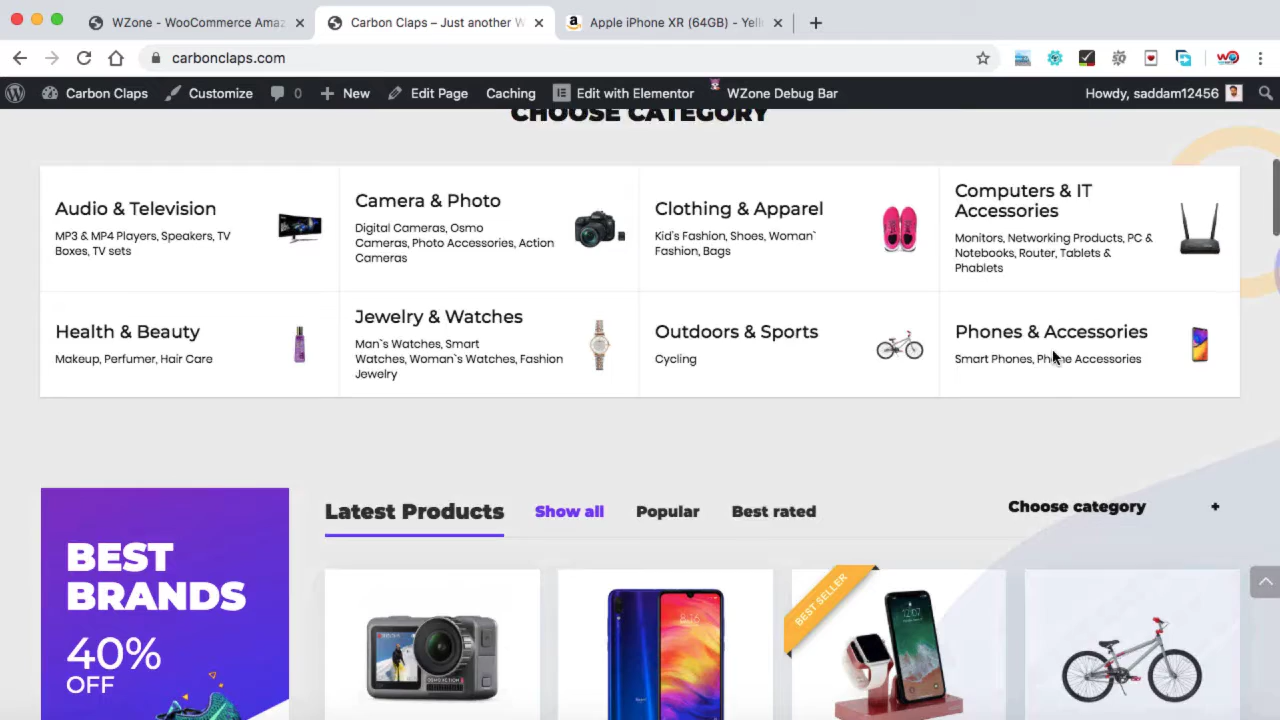 WZone - WooCommerce Amaz
Carbon Claps – Just another W
Apple iPhone XR (64GB) - Yell
carbonclaps.com
Carbon Claps
Customize
0
New
Edit Page
Caching
Edit with Elementor
WZone Debug Bar
Howdy, saddam12456
CHOOSE CATEGORY
Audio & Television
MP3 & MP4 Players, Speakers, TV
Boxes, TV sets
Camera & Photo
Digital Cameras, Osmo
Cameras, Photo Accessories, Action
Cameras
Clothing & Apparel
Kid's Fashion, Shoes, Woman`
Fashion, Bags
Computers & IT
Accessories
Monitors, Networking Products, PC &
Notebooks, Router, Tablets &
Phablets
Health & Beauty
Makeup, Perfumer, Hair Care
Jewelry & Watches
Man`s Watches, Smart
Watches, Woman`s Watches, Fashion
Jewelry
Outdoors & Sports
Cycling
Phones & Accessories
Smart Phones, Phone Accessories
BEST
BRANDS
40%
OFF
Latest Products
Show all
Popular
Best rated
Choose category
+
BEST SELLER
12:07
8:16